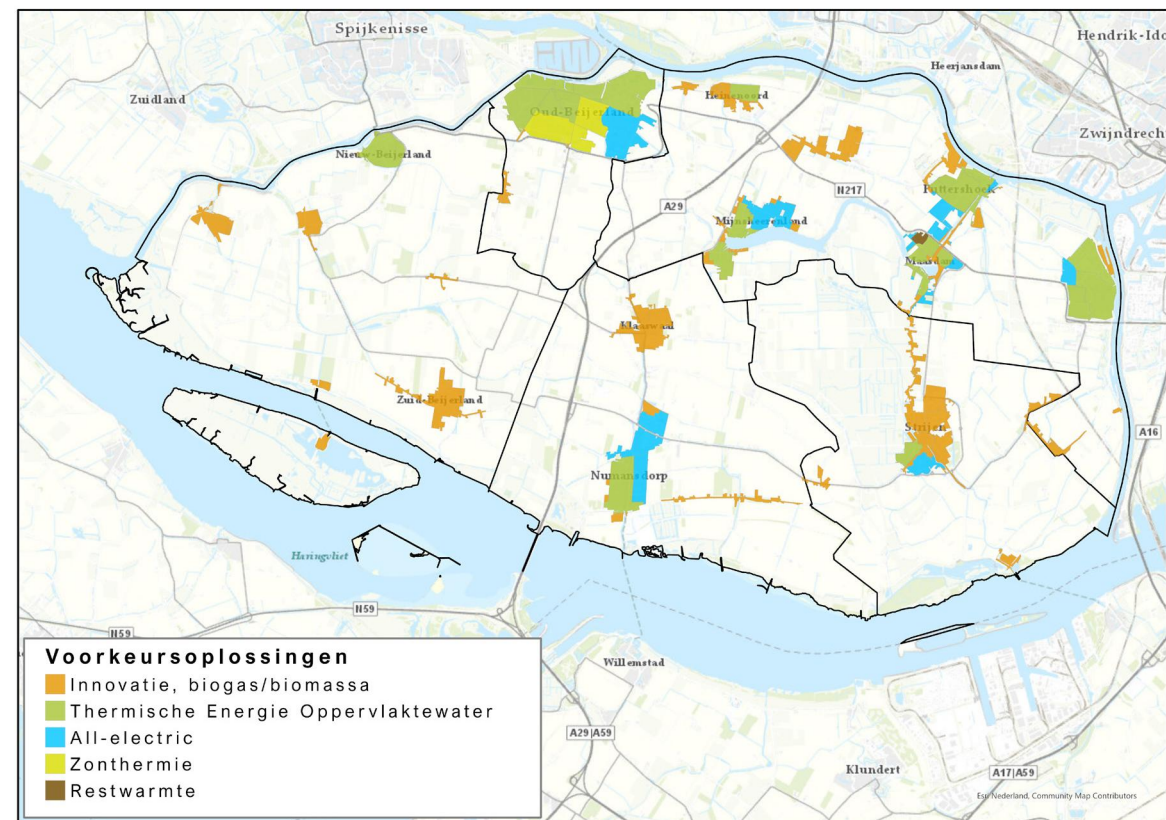 Spijkenisse
Hendrik-Ido
Heerjansdam
Zuidland
Heinenoord
Oud-Beijerland
Zwijndrecht
Nieuw-Beijerland
N217
Puttershoek
A29
Mijnsheerenland
Maasdam
Klaaswaal
Zuid-Beijerland
Strijen
A16
Numansdorp
Haringvliet
N59
N59
Willemstad
A29|A59
Klundert
A17|A59
Esri Nederland, Community Map Contributors
Voorkeursoplossingen
Innovatie, biogas/biomassa
Thermische Energie Oppervlaktewater
All-electric
Zonthermie
Restwarmte